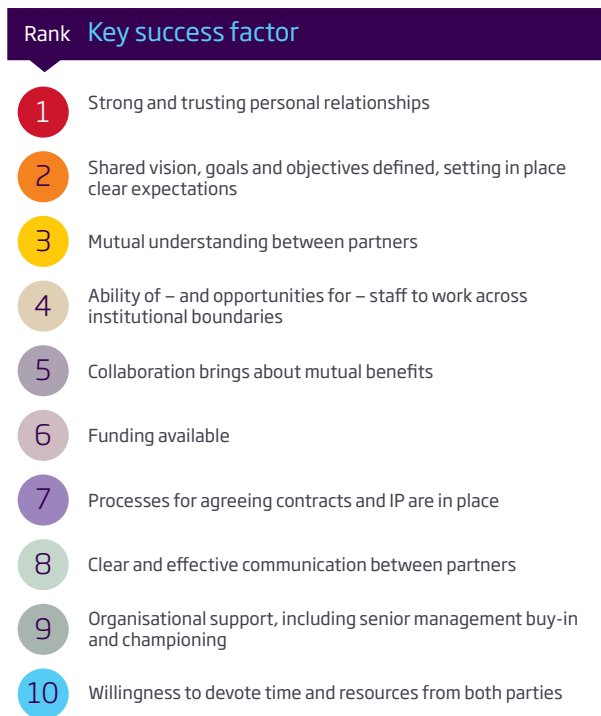 Rank Key success factor
1 Strong and trusting personal relationships
2 Shared vision, goals and objectives defined, setting in place
clear expectations
3 Mutual understanding between partners
4 Ability of – and opportunities for – staff to work across
institutional boundaries
5 Collaboration brings about mutual benefits
6 Funding available
7 Processes for agreeing contracts and IP are in place
8 Clear and effective communication between partners
9 Organisational support, including senior management buy-in
and championing
10 Willingness to devote time and resources from both parties